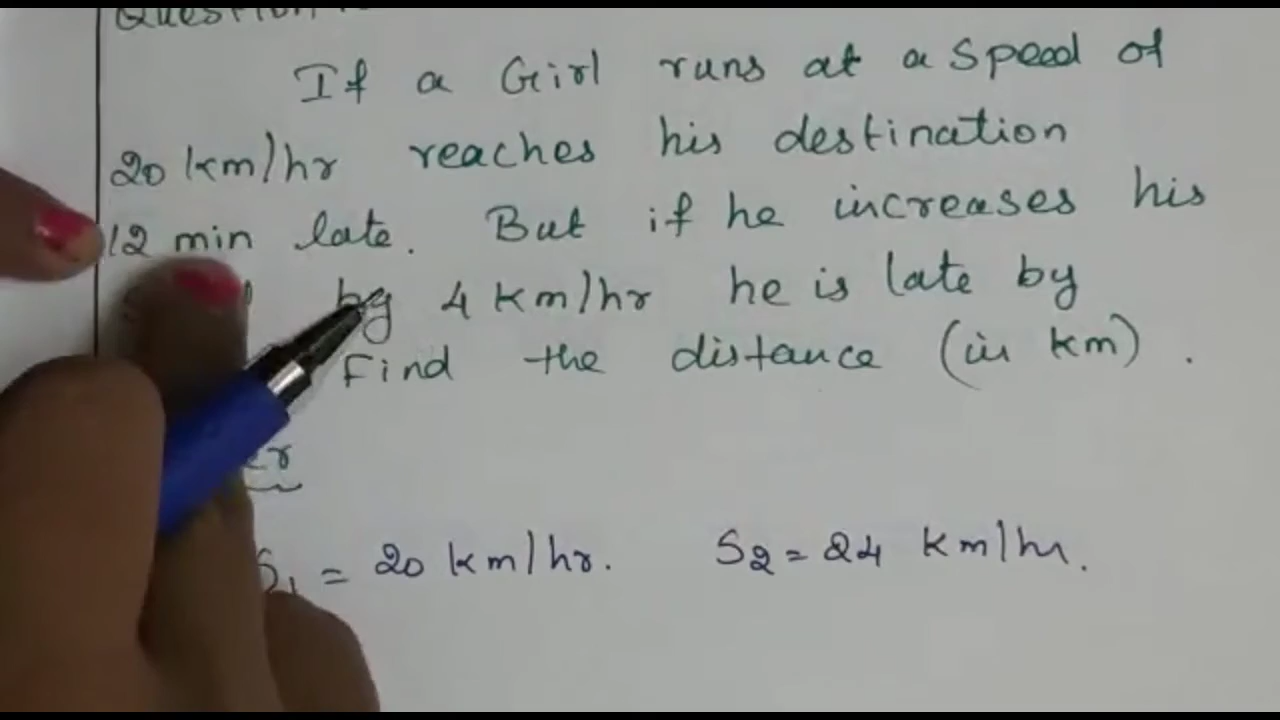 Question
If a Girl runs at a Speed of
20 km/hr reaches his destination
12 min late. But if he increases his
by 4 km/hr he is late by
Find the distance (in km).
S1 = 20 km/hr. S2 = 24 km/hr.